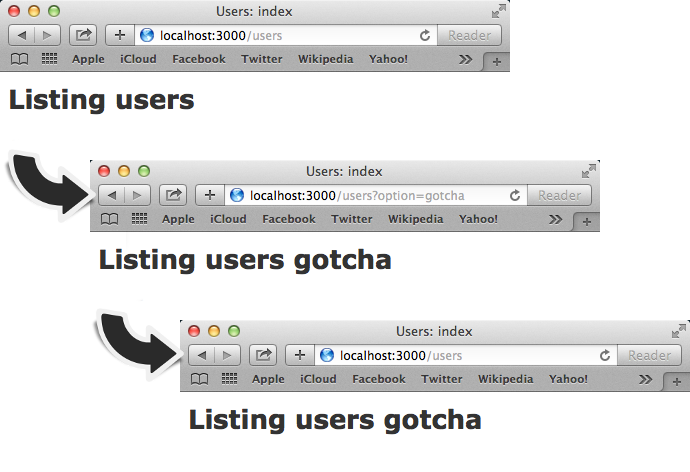 Users: index
localhost:3000/users
Reader
Apple iCloud Facebook Twitter Wikipedia Yahoo!
Listing users
Users: index
localhost:3000/users?option=gotcha
Reader
Apple iCloud Facebook Twitter Wikipedia Yahoo!
Listing users gotcha
Users: index
localhost:3000/users
Reader
Apple iCloud Facebook Twitter Wikipedia Yahoo!
Listing users gotcha